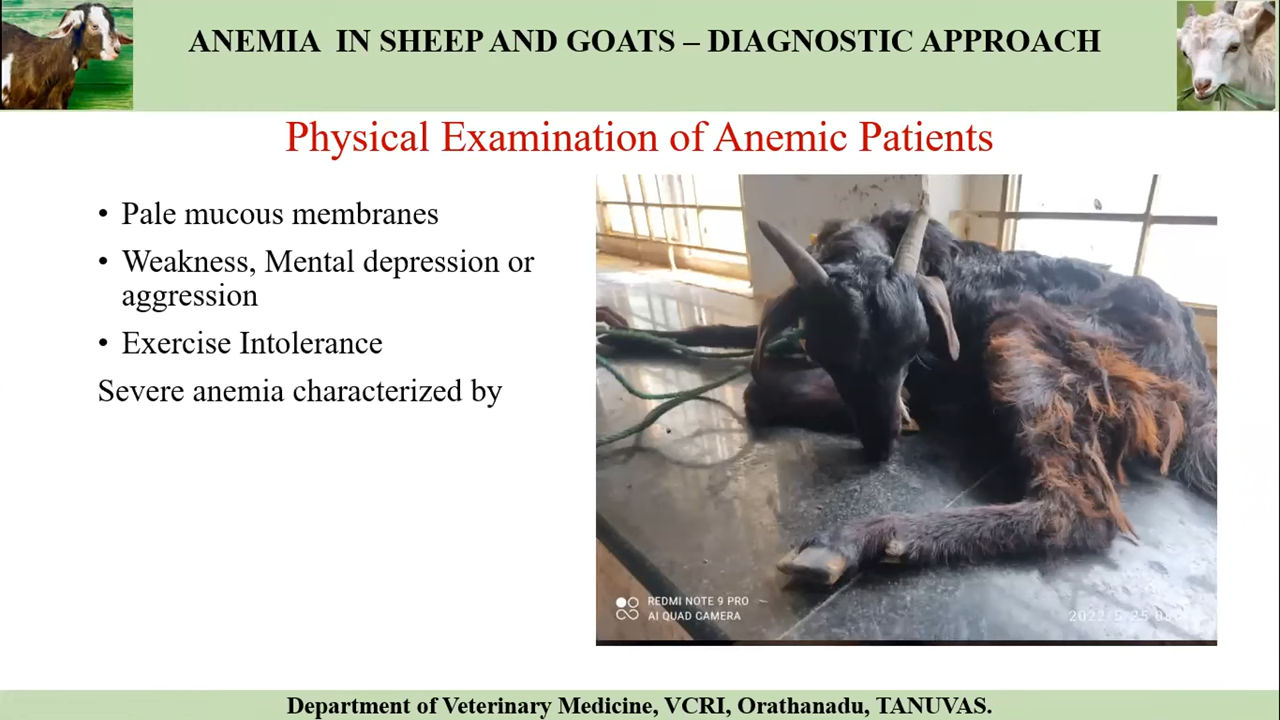 ANEMIA IN SHEEP AND GOATS – DIAGNOSTIC APPROACH
Physical Examination of Anemic Patients
• Pale mucous membranes
• Weakness, Mental depression or
aggression
• Exercise Intolerance
Severe anemia characterized by
REDMI NOTE 9 PRO
AI QUAD CAMERA
Department of Veterinary Medicine, VCRI, Orathanadu, TANUVAS.